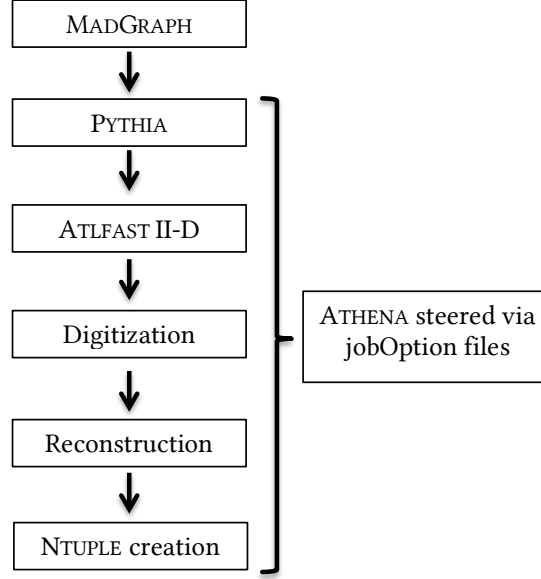 MADGRAPH
PYTHIA
ATLFAST II-D
Digitization
Reconstruction
NTUPLE creation
ATHENA steered via
jobOption files